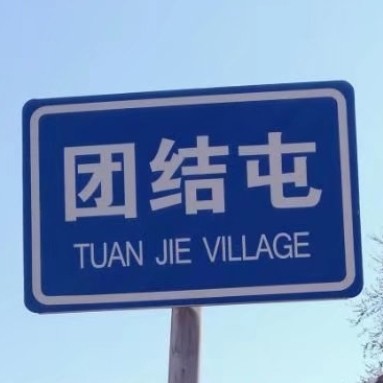 团结屯
TUAN JIE VILLAGE